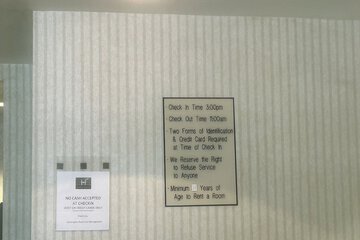 Check In Time 3:00pm
Check Out Time 11:00am
Two Forms of Identification
& Credit Card Required
at Time of Check In
We Reserve the Right
to Refuse Service
to Anyone
Minimum Years of
Age to Rent a Room
H
NO CASH ACCEPTED
AT CHECK-IN